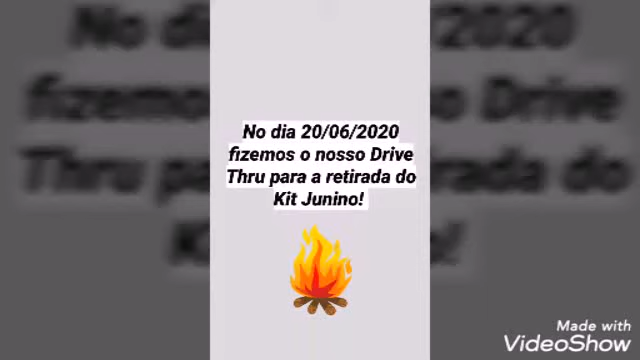 No dia 20/06/2020
fizemos o nosso Drive
Thru para a retirada do
Kit Junino!
Made with
VideoShow